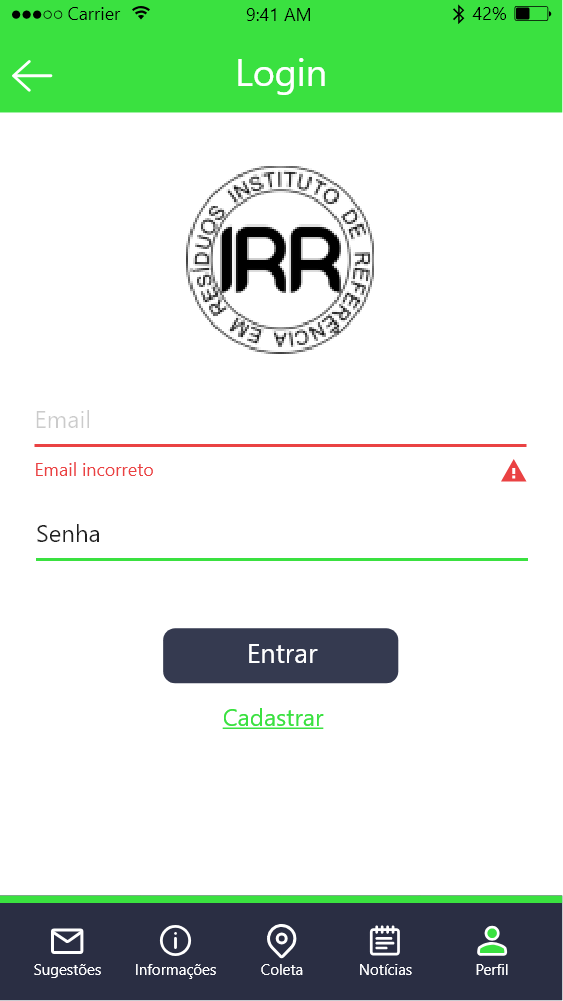 Carrier 9:41 AM 42%
Login
INSTITUTO DE REFERÊNCIA EM RESÍDUOS
IRR
Email
Email incorreto
Senha
Entrar
Cadastrar
Sugestões Informações Coleta Notícias Perfil